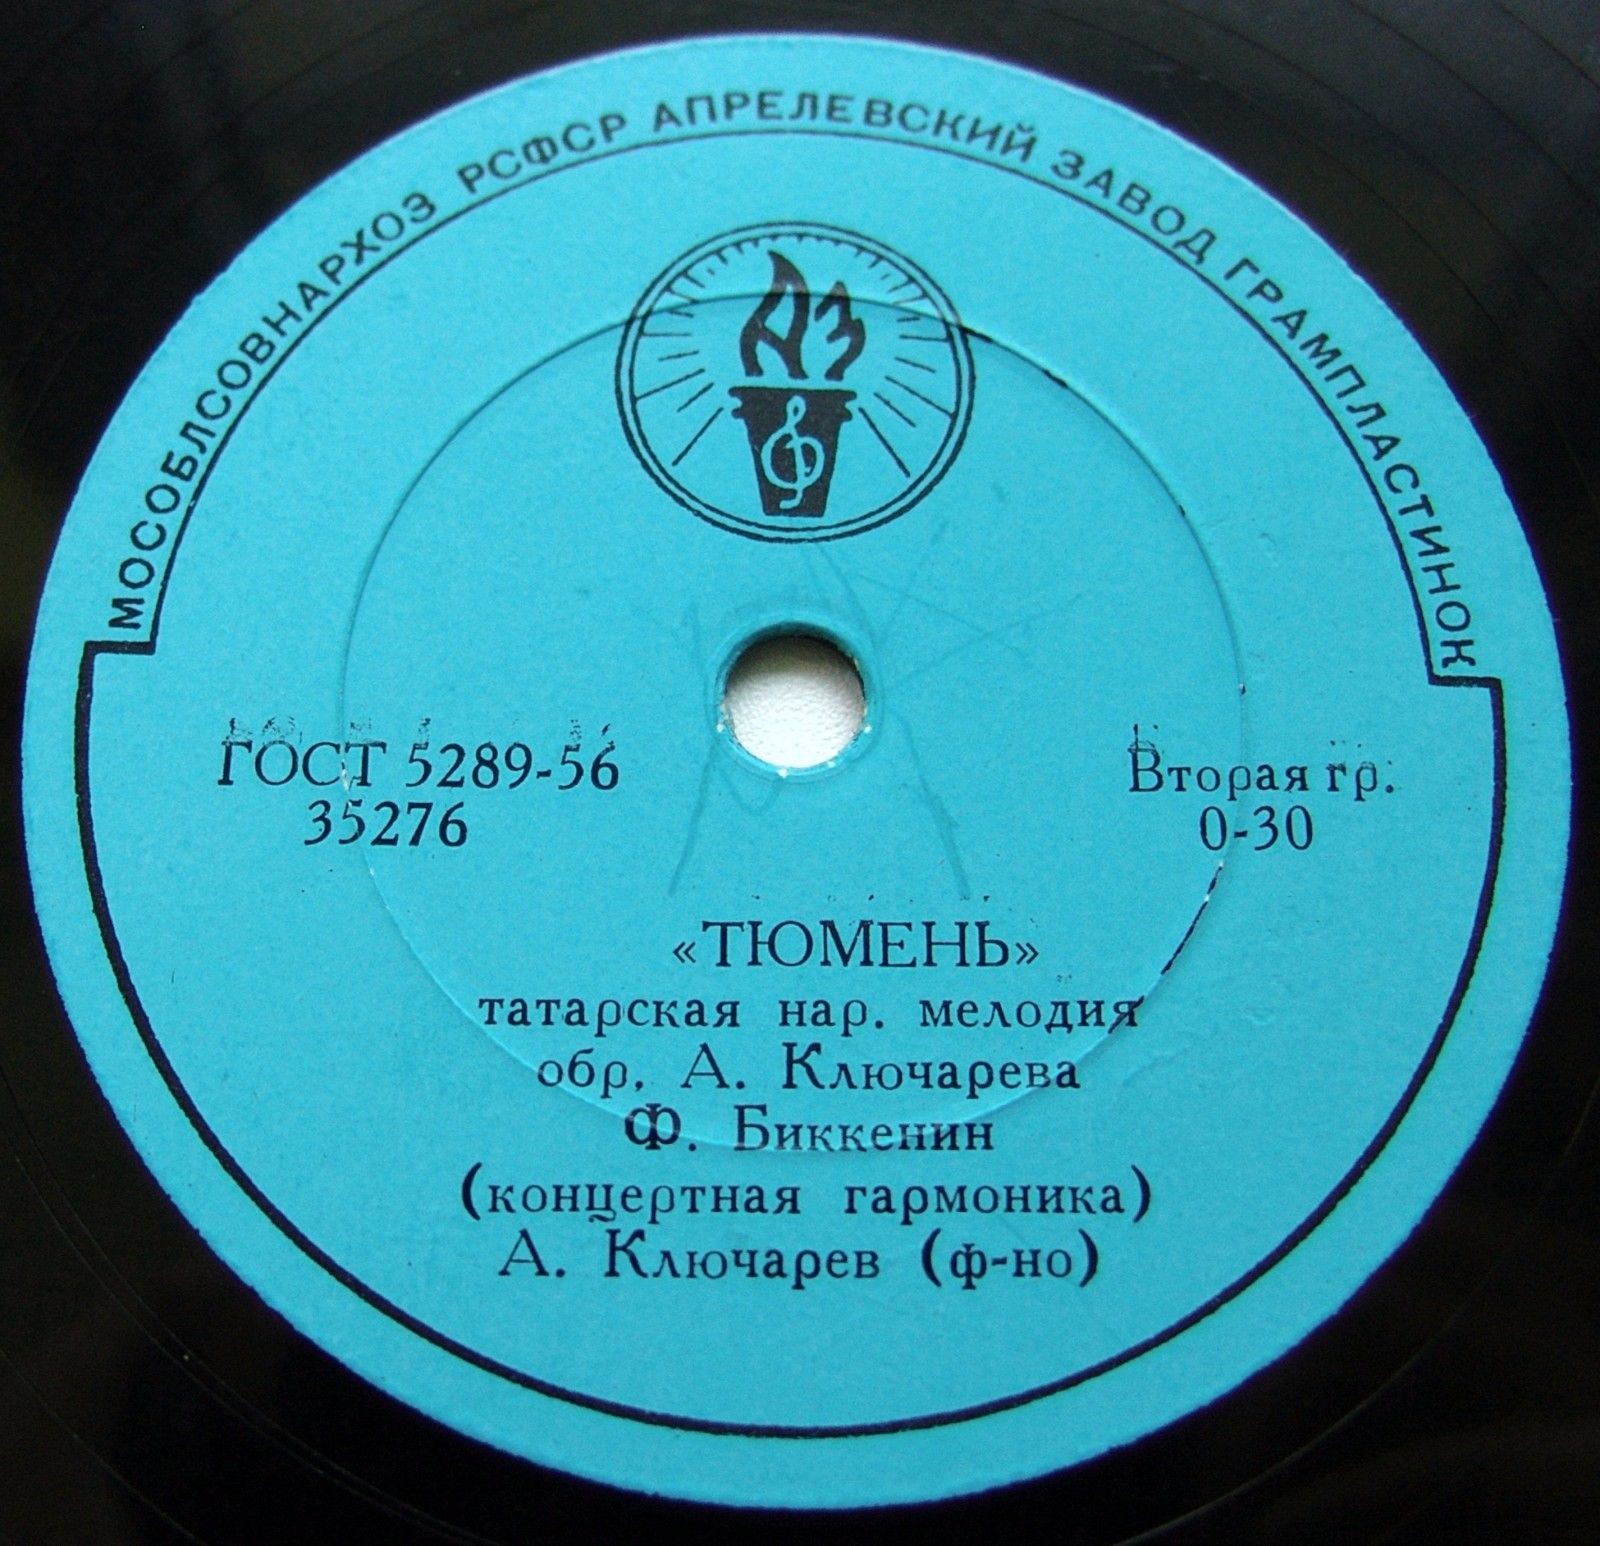 МОСОБЛСОВНАРХОЗ РСФСР АПРЕЛЕВСКИЙ ЗАВОД ГРАМПЛАСТИНОК
АЗ
ГОСТ 5289-56
35276
Вторая гр.
0-30
«ТЮМЕНЬ»
татарская нар. мелодия
обр. А. Ключарева
Ф. Биккенин
(концертная гармоника)
А. Ключарев (ф-но)